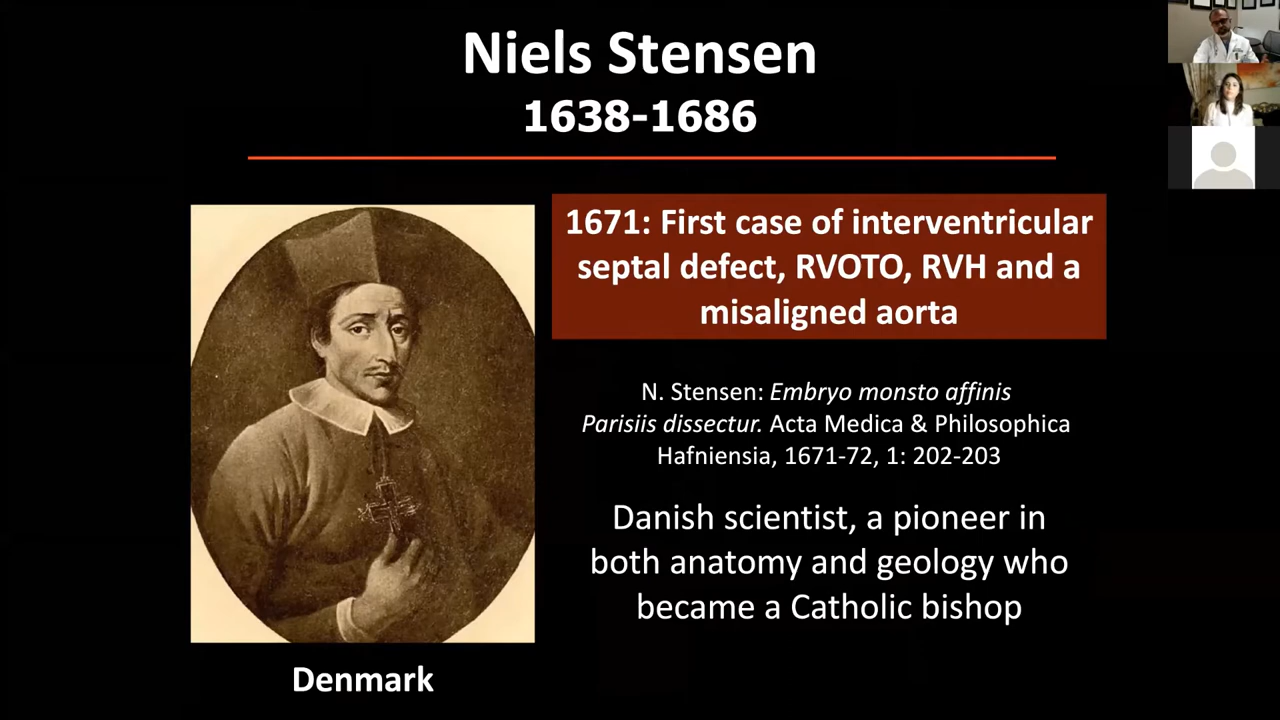 Niels Stensen
1638-1686
1671: First case of interventricular
septal defect, RVOTO, RVH and a
misaligned aorta
N. Stensen: Embryo monsto affinis
Parisiis dissectur. Acta Medica & Philosophica
Hafniensia, 1671-72, 1: 202-203
Danish scientist, a pioneer in
both anatomy and geology who
became a Catholic bishop
Denmark